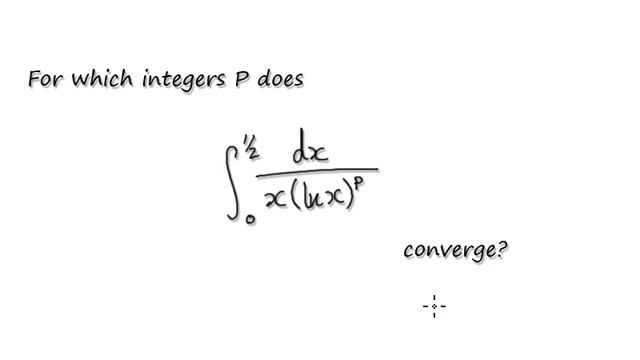 For which integers P does
∫₀^{1/2} dx / x(ln x)^p
converge?